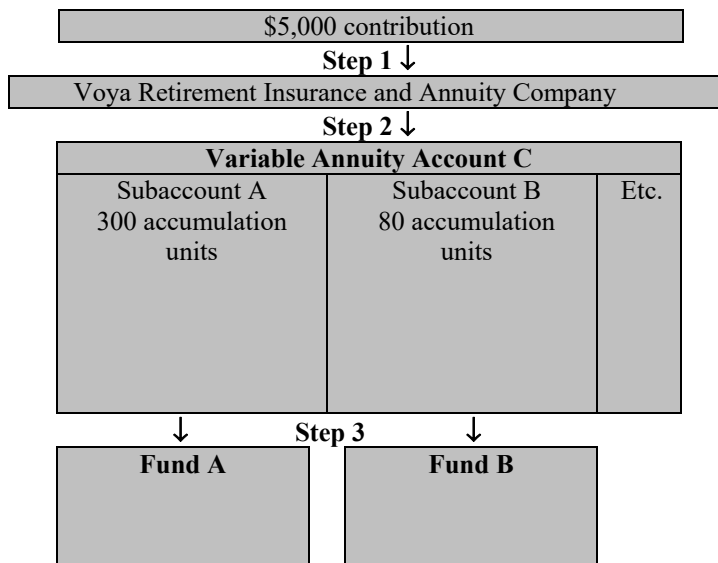 $5,000 contribution
Step 1 ↓
Voya Retirement Insurance and Annuity Company
Step 2 ↓
Variable Annuity Account C
Subaccount A
300 accumulation
units
Subaccount B
80 accumulation
units
Etc.
↓ Step 3 ↓
Fund A
Fund B